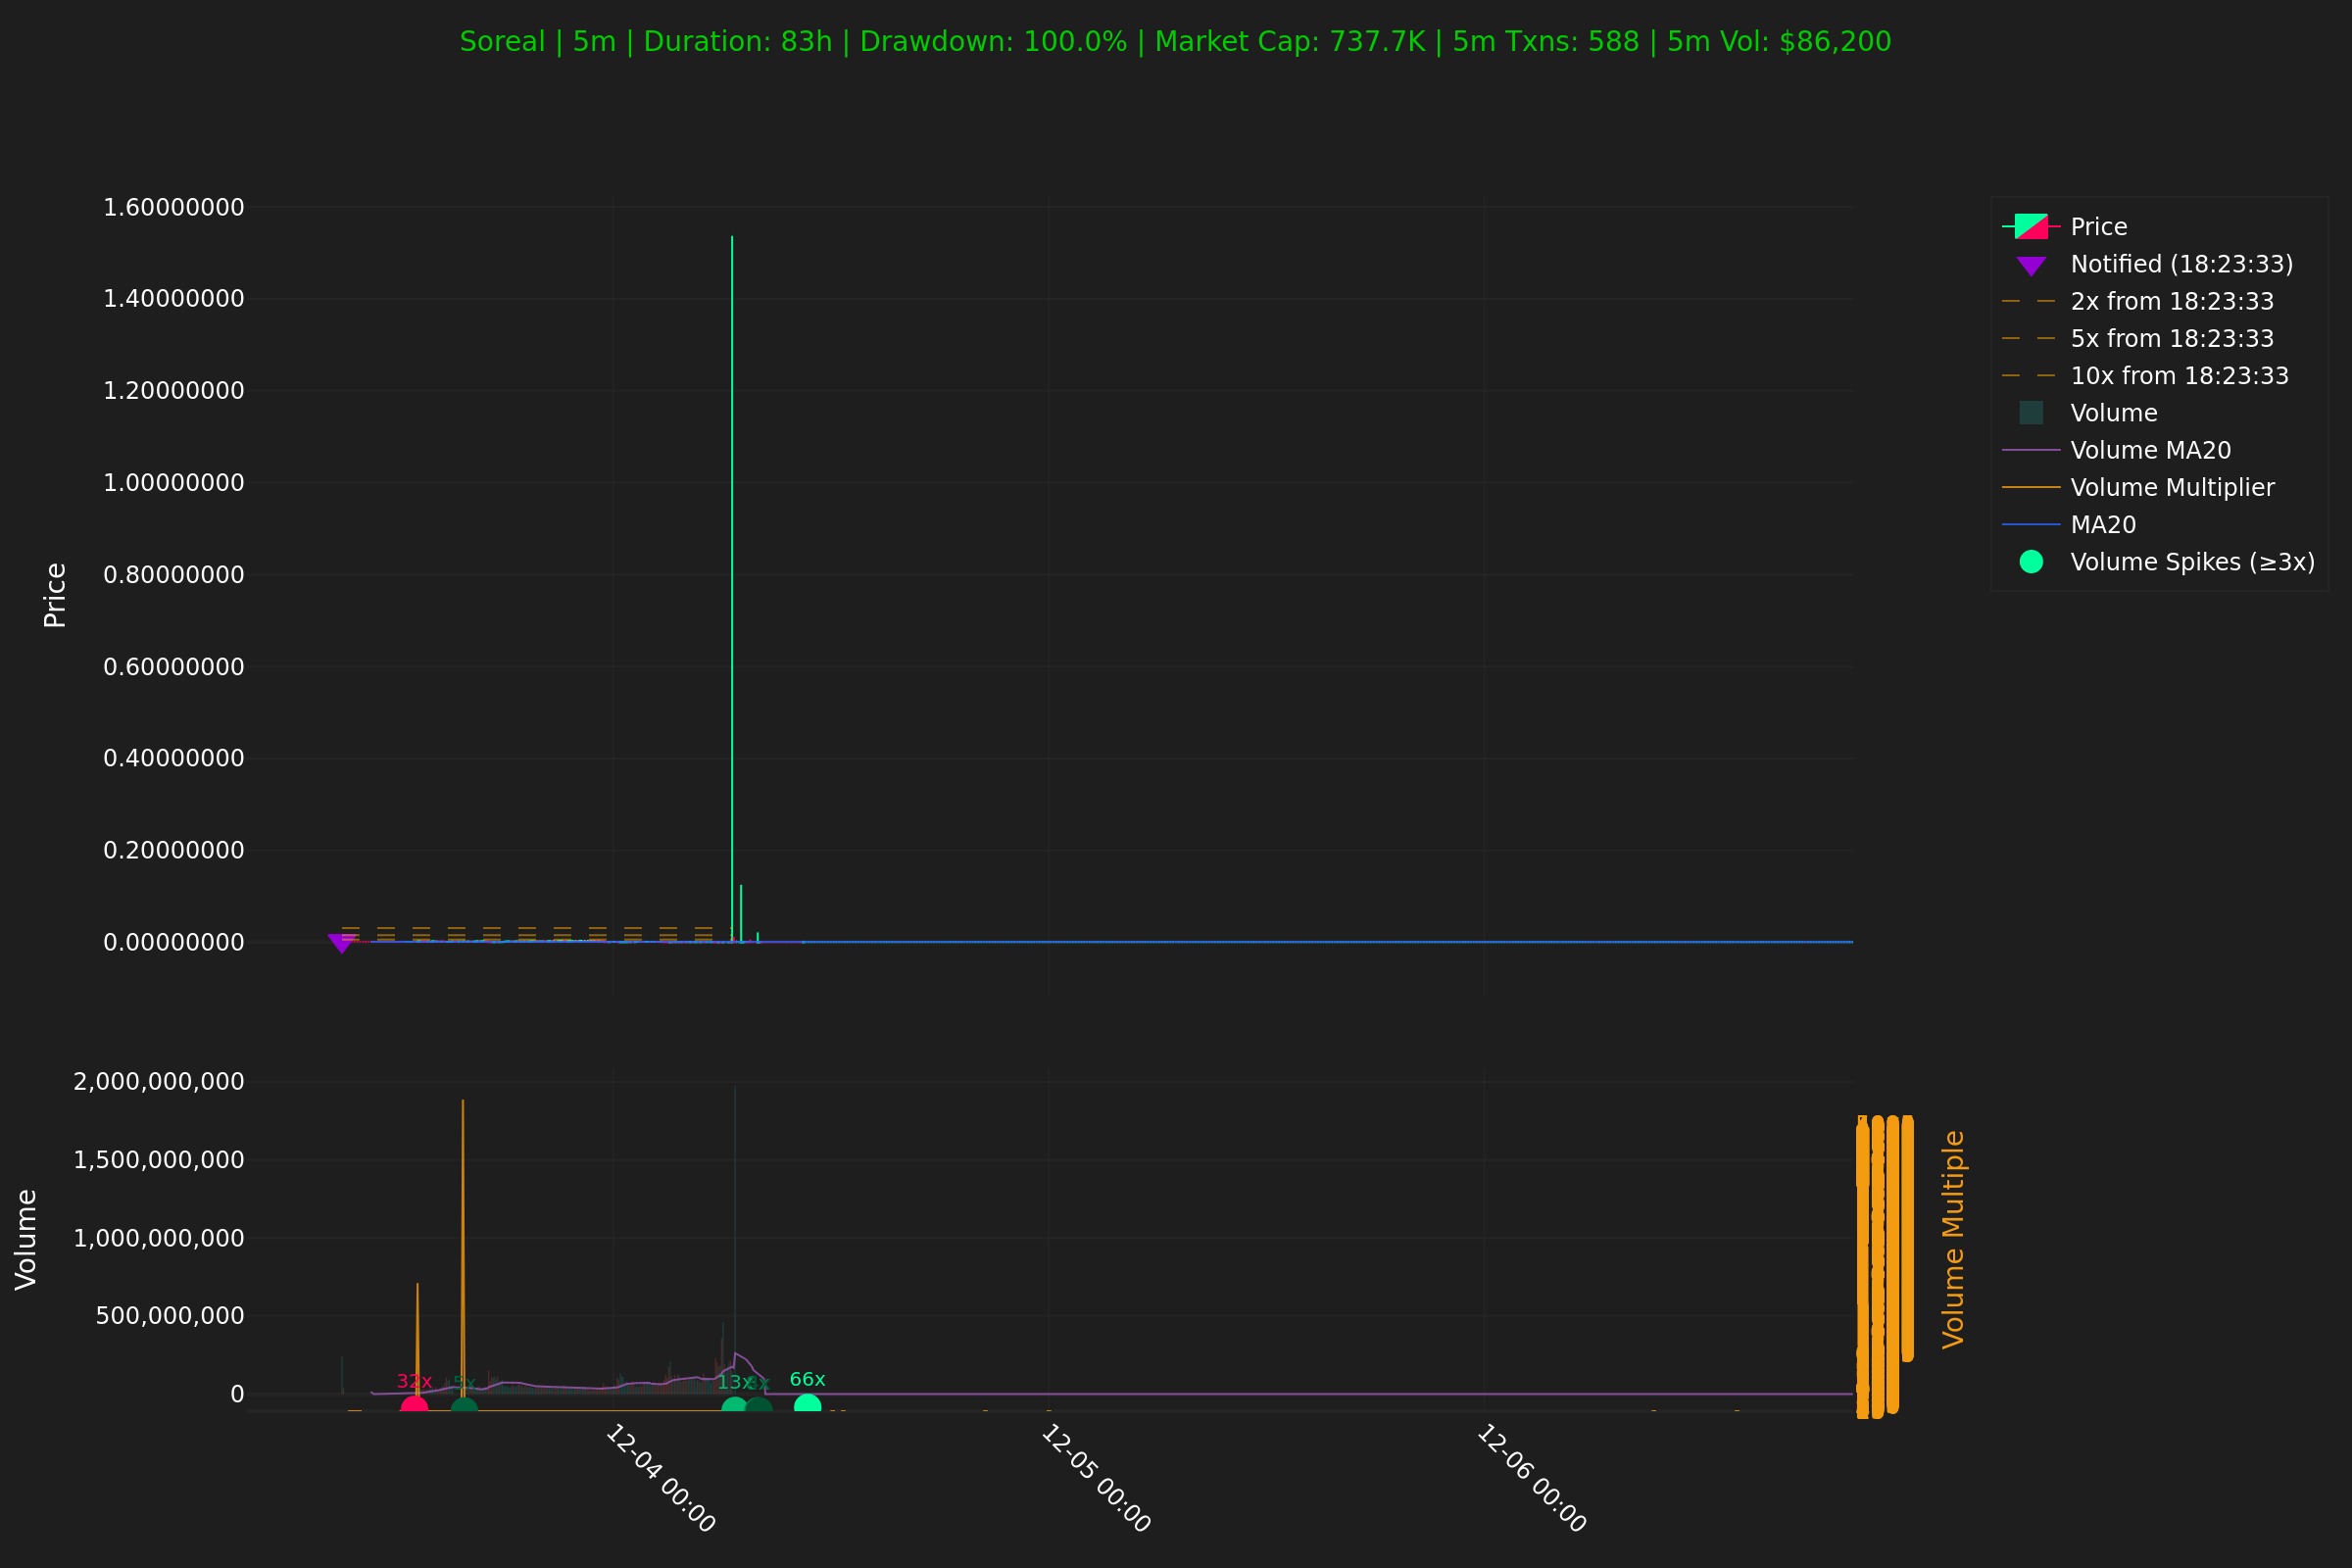 Soreal | 5m | Duration: 83h | Drawdown: 100.0% | Market Cap: 737.7K | 5m Txns: 588 | 5m Vol: $86,200
1.60000000
1.40000000
1.20000000
1.00000000
0.80000000
0.60000000
0.40000000
0.20000000
0.00000000
Price
Price
Notified (18:23:33)
2x from 18:23:33
5x from 18:23:33
10x from 18:23:33
Volume
Volume MA20
Volume Multiplier
MA20
Volume Spikes (≥3x)
2,000,000,000
1,500,000,000
1,000,000,000
500,000,000
0
Volume
32x
5x
13x
66x
Volume Multiple
12-04 00:00
12-05 00:00
12-06 00:00